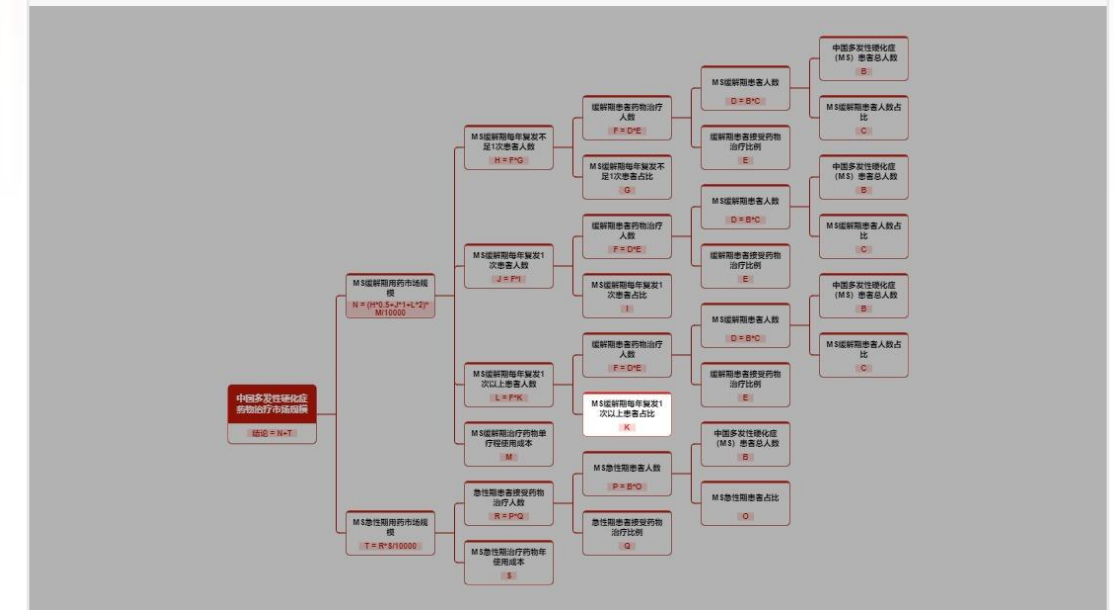 中国多发性硬化症
药物治疗市场规模
结论 = N+T
MS缓解期用药市场规
模
N = (H*0.5+J*1+L*2)*
M/10000
MS缓解期每年复发不
足1次患者人数
H = F*G
缓解期患者药物治疗
人数
F = D*E
MS缓解期患者人数
D = B*C
中国多发性硬化症
（MS）患者总人数
B
MS缓解期患者人数占
比
C
缓解期患者接受药物
治疗比例
E
MS缓解期每年复发不
足1次患者占比
G
MS缓解期每年复发1
次患者人数
J = F*I
缓解期患者药物治疗
人数
F = D*E
MS缓解期患者人数
D = B*C
中国多发性硬化症
（MS）患者总人数
B
MS缓解期患者人数占
比
C
缓解期患者接受药物
治疗比例
E
MS缓解期每年复发1
次患者占比
I
MS缓解期每年复发1
次以上患者人数
L = F*K
缓解期患者药物治疗
人数
F = D*E
MS缓解期患者人数
D = B*C
中国多发性硬化症
（MS）患者总人数
B
MS缓解期患者人数占
比
C
缓解期患者接受药物
治疗比例
E
MS缓解期每年复发1
次以上患者占比
K
MS缓解期治疗药物单
疗程使用成本
M
MS急性期用药市场规
模
T = R*S/10000
急性期患者接受药物
治疗人数
R = P*Q
MS急性期患者人数
P = B*O
中国多发性硬化症
（MS）患者总人数
B
MS急性期患者占比
O
急性期患者接受药物
治疗比例
Q
MS急性期治疗药物年
使用成本
S